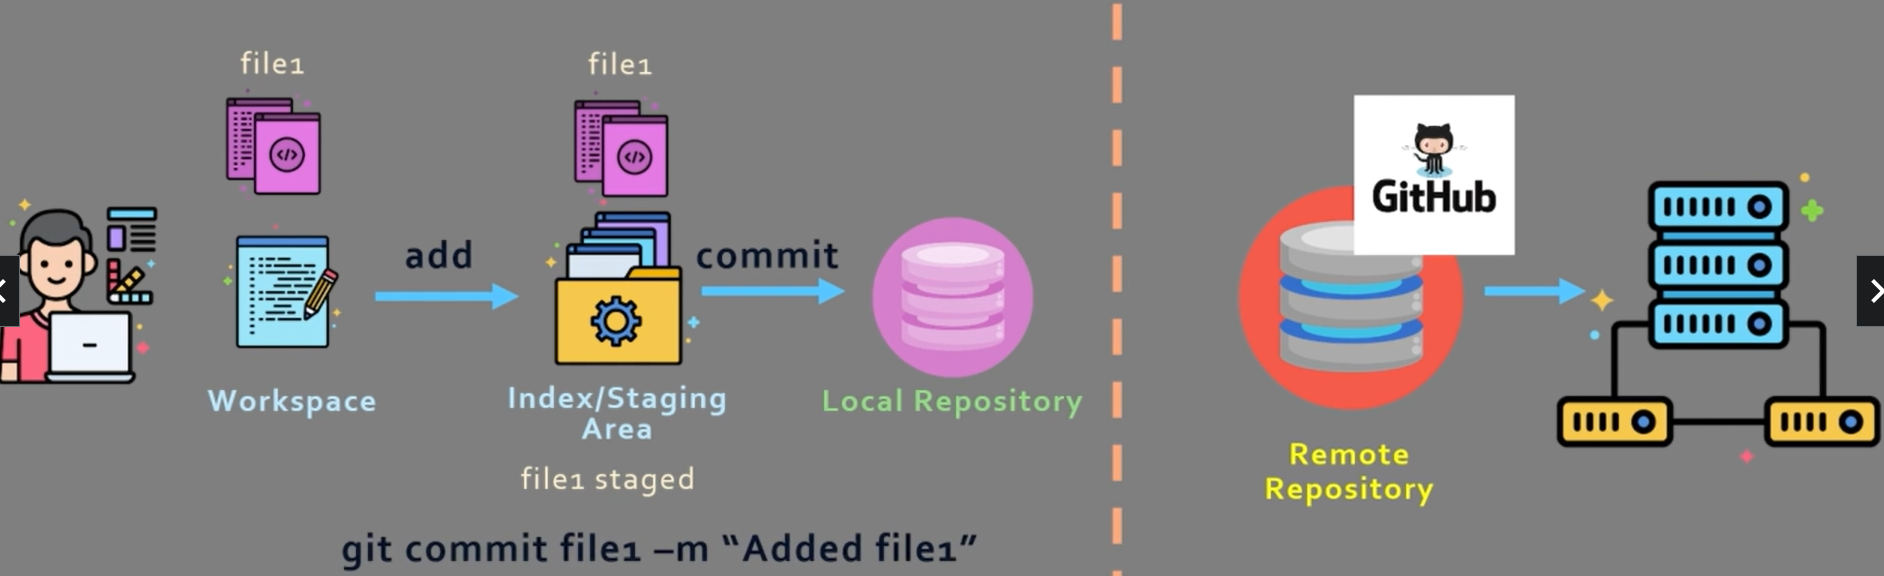 file1
file1
add
commit
GitHub
Workspace
Index/Staging
Area
Local Repository
file1 staged
Remote
Repository
git commit file1 –m “Added file1”